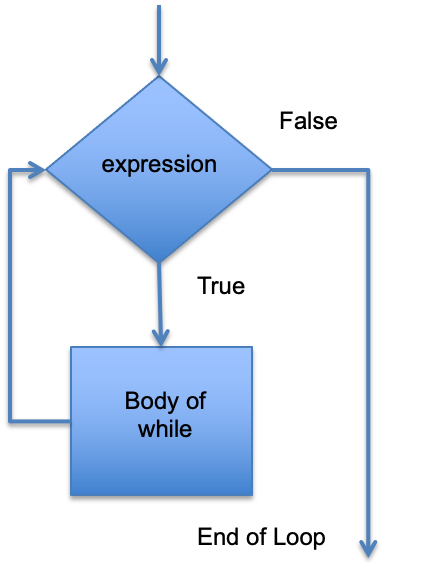 False
expression
True
Body of
while
End of Loop